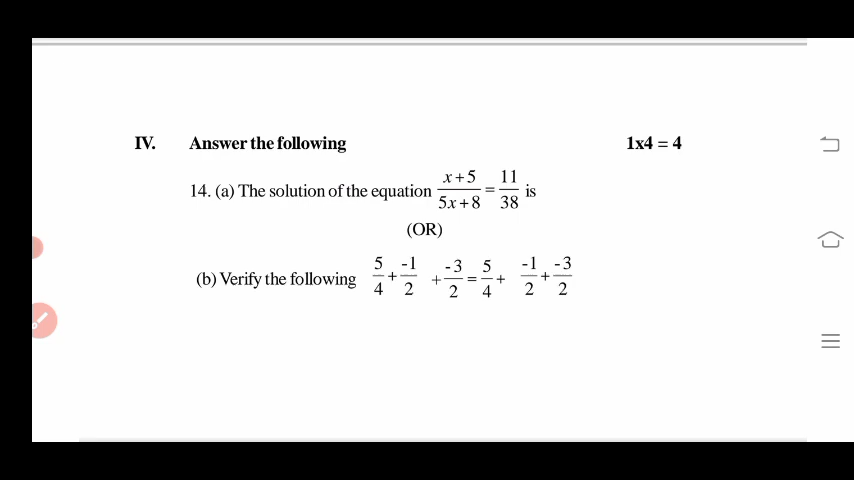 IV. Answer the following 1x4 = 4
14. (a) The solution of the equation (x+5)/(5x+8) = 11/38 is
(OR)
(b) Verify the following 5/4 + -1/2 + -3/2 = 5/4 + -1/2 + -3/2